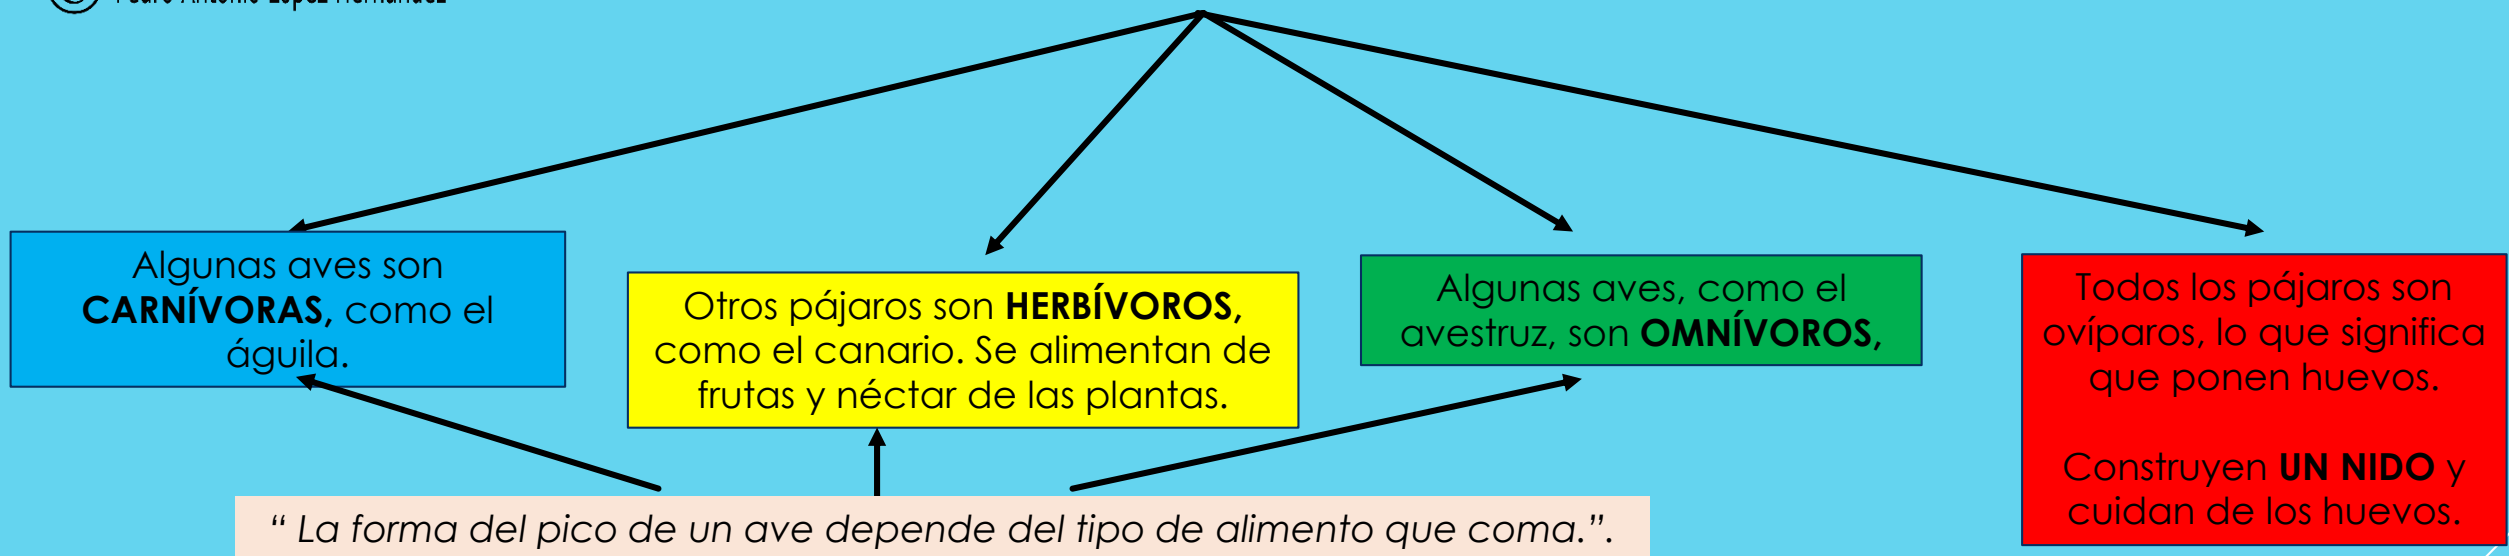 Algunas aves son
CARNÍVORAS, como el
águila.
Otros pájaros son HERBÍVOROS,
como el canario. Se alimentan de
frutas y néctar de las plantas.
Algunas aves, como el
avestruz, son OMNÍVOROS,
Todos los pájaros son
ovíparos, lo que significa
que ponen huevos.
Construyen UN NIDO y
cuidan de los huevos.
“ La forma del pico de un ave depende del tipo de alimento que coma.”.